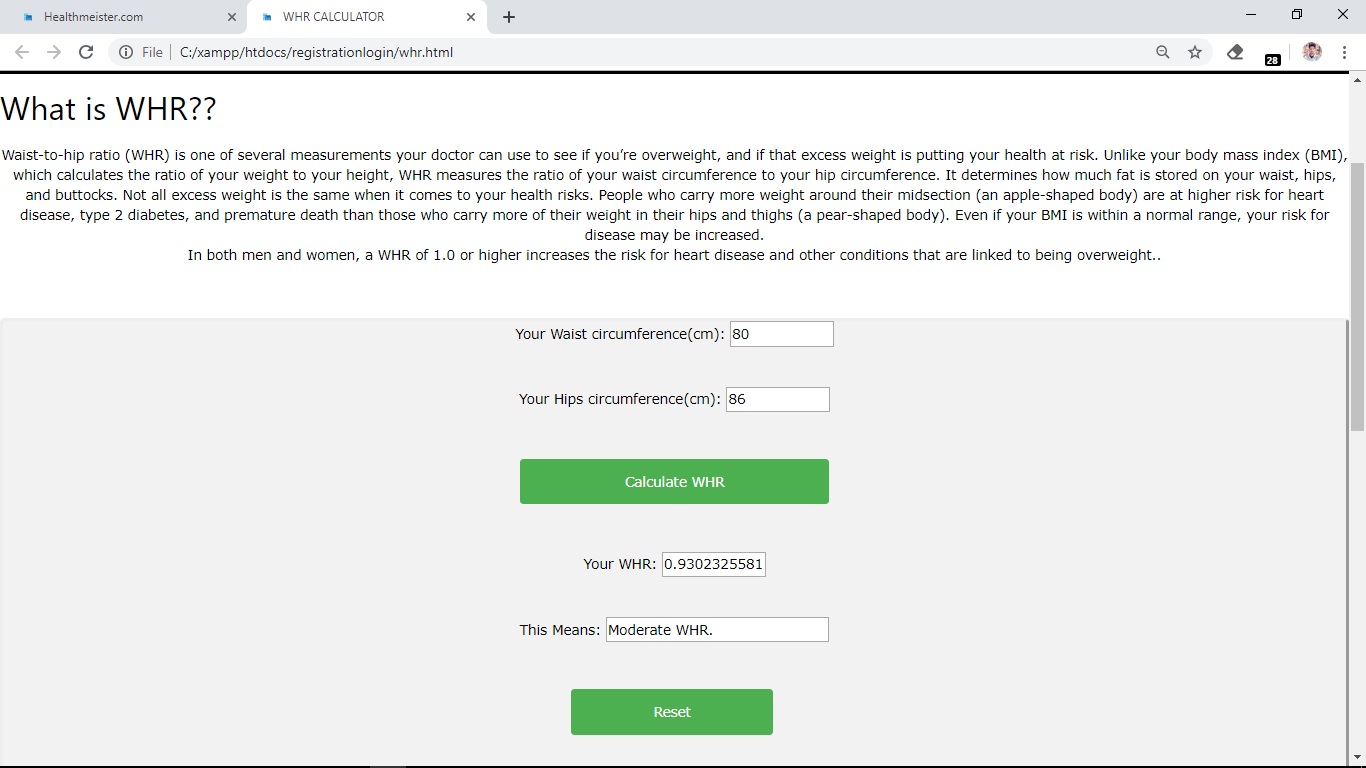 Healthmeister.com
WHR CALCULATOR
File
C:/xampp/htdocs/registrationlogin/whr.html
28
What is WHR??
Waist-to-hip ratio (WHR) is one of several measurements your doctor can use to see if you’re overweight, and if that excess weight is putting your health at risk. Unlike your body mass index (BMI),
which calculates the ratio of your weight to your height, WHR measures the ratio of your waist circumference to your hip circumference. It determines how much fat is stored on your waist, hips,
and buttocks. Not all excess weight is the same when it comes to your health risks. People who carry more weight around their midsection (an apple-shaped body) are at higher risk for heart
disease, type 2 diabetes, and premature death than those who carry more of their weight in their hips and thighs (a pear-shaped body). Even if your BMI is within a normal range, your risk for
disease may be increased.
In both men and women, a WHR of 1.0 or higher increases the risk for heart disease and other conditions that are linked to being overweight..
Your Waist circumference(cm): 80
Your Hips circumference(cm): 86
Calculate WHR
Your WHR: 0.9302325581
This Means: Moderate WHR.
Reset